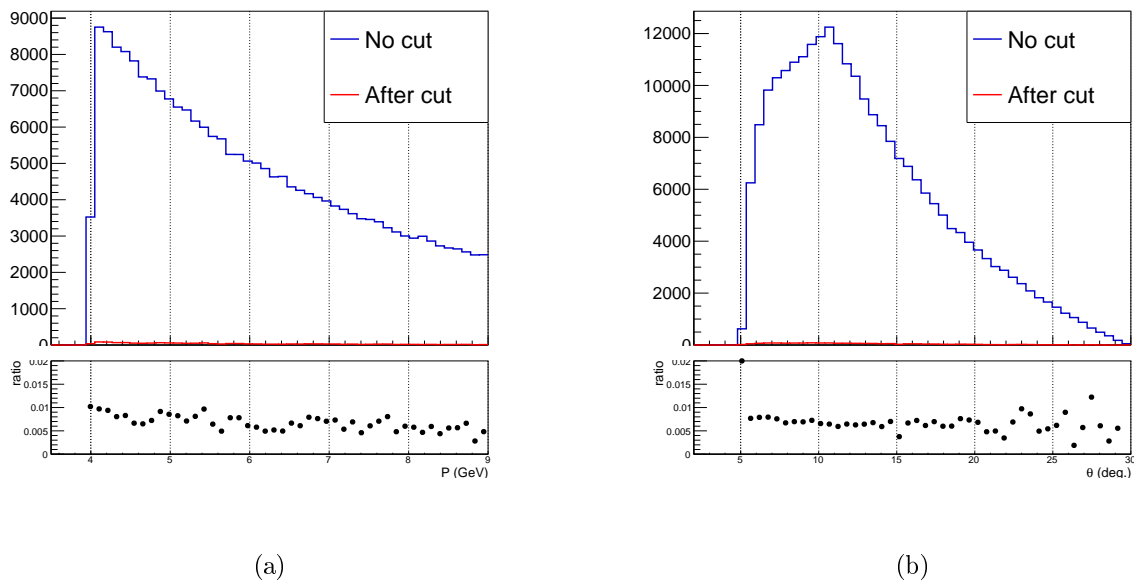 9000
8000
7000
6000
5000
4000
3000
2000
1000
0
No cut
After cut
0.02
0.015
0.01
0.005
0
ratio
4 5 6 7 8 9
P (GeV)
(a)
12000
10000
8000
6000
4000
2000
0
No cut
After cut
0.02
0.015
0.01
0.005
0
ratio
5 10 15 20 25 30
θ (deg.)
(b)